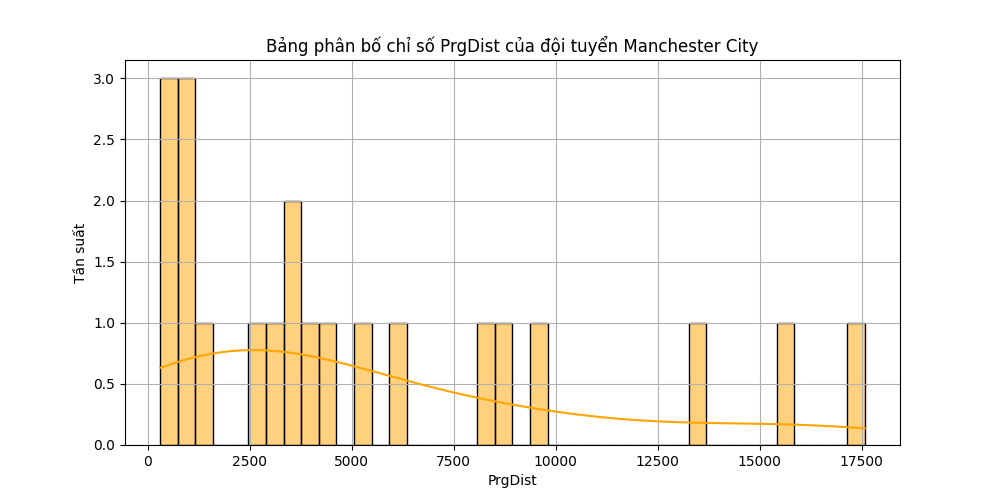 Bảng phân bố chỉ số PrgDist của đội tuyển Manchester City
3.0
2.5
2.0
1.5
1.0
0.5
0.0
Tần suất
0 2500 5000 7500 10000 12500 15000 17500
PrgDist